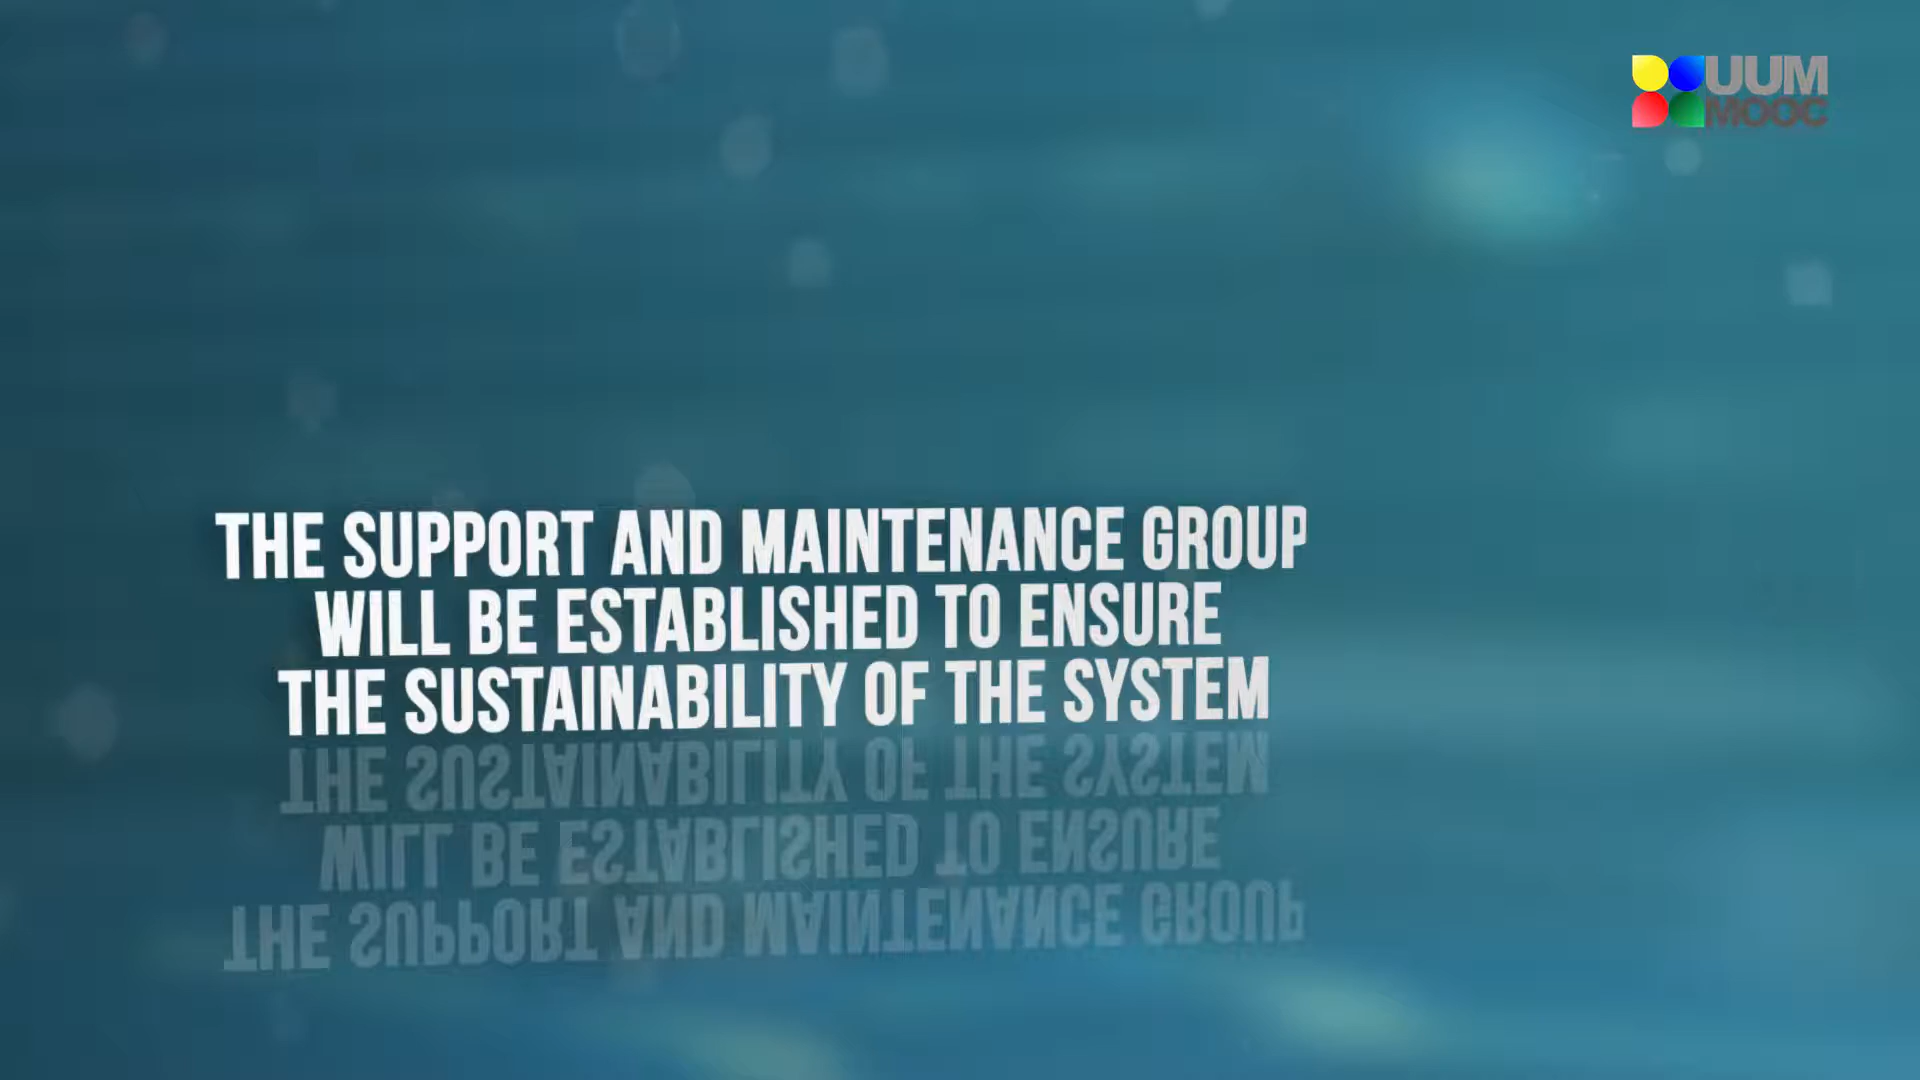 UUM
MOOC
THE SUPPORT AND MAINTENANCE GROUP
WILL BE ESTABLISHED TO ENSURE
THE SUSTAINABILITY OF THE SYSTEM